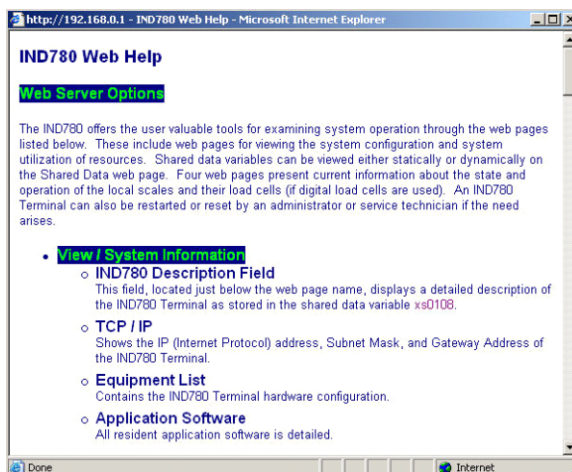 http://192.168.0.1 - IND780 Web Help - Microsoft Internet Explorer
IND780 Web Help
Web Server Options
The IND780 offers the user valuable tools for examining system operation through the web pages
listed below. These include web pages for viewing the system configuration and system
utilization of resources. Shared data variables can be viewed either statically or dynamically on
the Shared Data web page. Four web pages present current information about the state and
operation of the local scales and their load cells (if digital load cells are used). An IND780
Terminal can also be restarted or reset by an administrator or service technician if the need
arises.
• View / System Information
o IND780 Description Field
This field, located just below the web page name, displays a detailed description of
the IND780 Terminal as stored in the shared data variable xs0108.
o TCP / IP
Shows the IP (Internet Protocol) address, Subnet Mask, and Gateway Address of
the IND780 Terminal.
o Equipment List
Contains the IND780 Terminal hardware configuration.
o Application Software
All resident application software is detailed.
Done
Internet